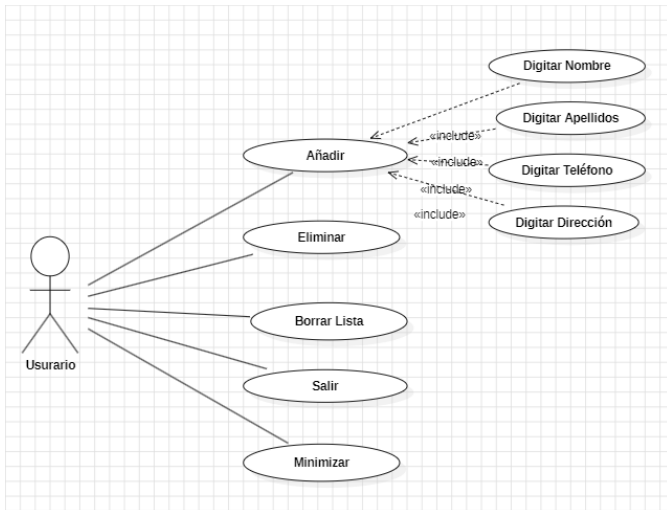 Digitar Nombre
Digitar Apellidos
«include»
Añadir
«include»
Digitar Teléfono
«include»
«include»
Digitar Dirección
Eliminar
Borrar Lista
Usurario
Salir
Minimizar